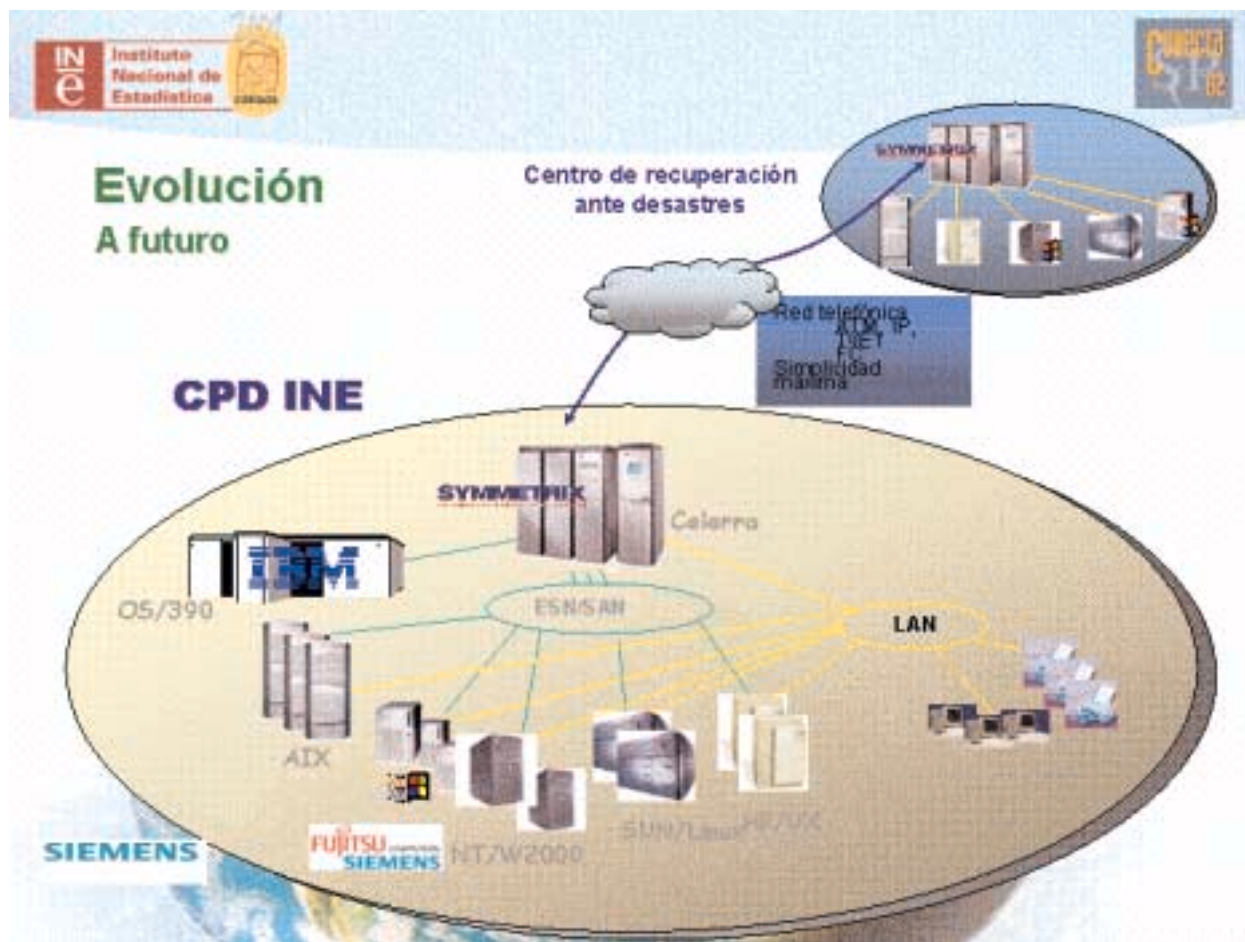 INe
Instituto
Nacional de
Estadística
Evolución
A futuro
Centro de recuperación
ante desastres
SYMMETRIX
Red telefónica
ATM, IP,
FC
Simplicidad
máxima
CPD INE
SYMMETRIX
Celerra
IBM
OS/390
ESN/SAN
LAN
AIX
SUN/Linux
HP/UX
NT/W2000
SIEMENS
FUJITSU
SIEMENS